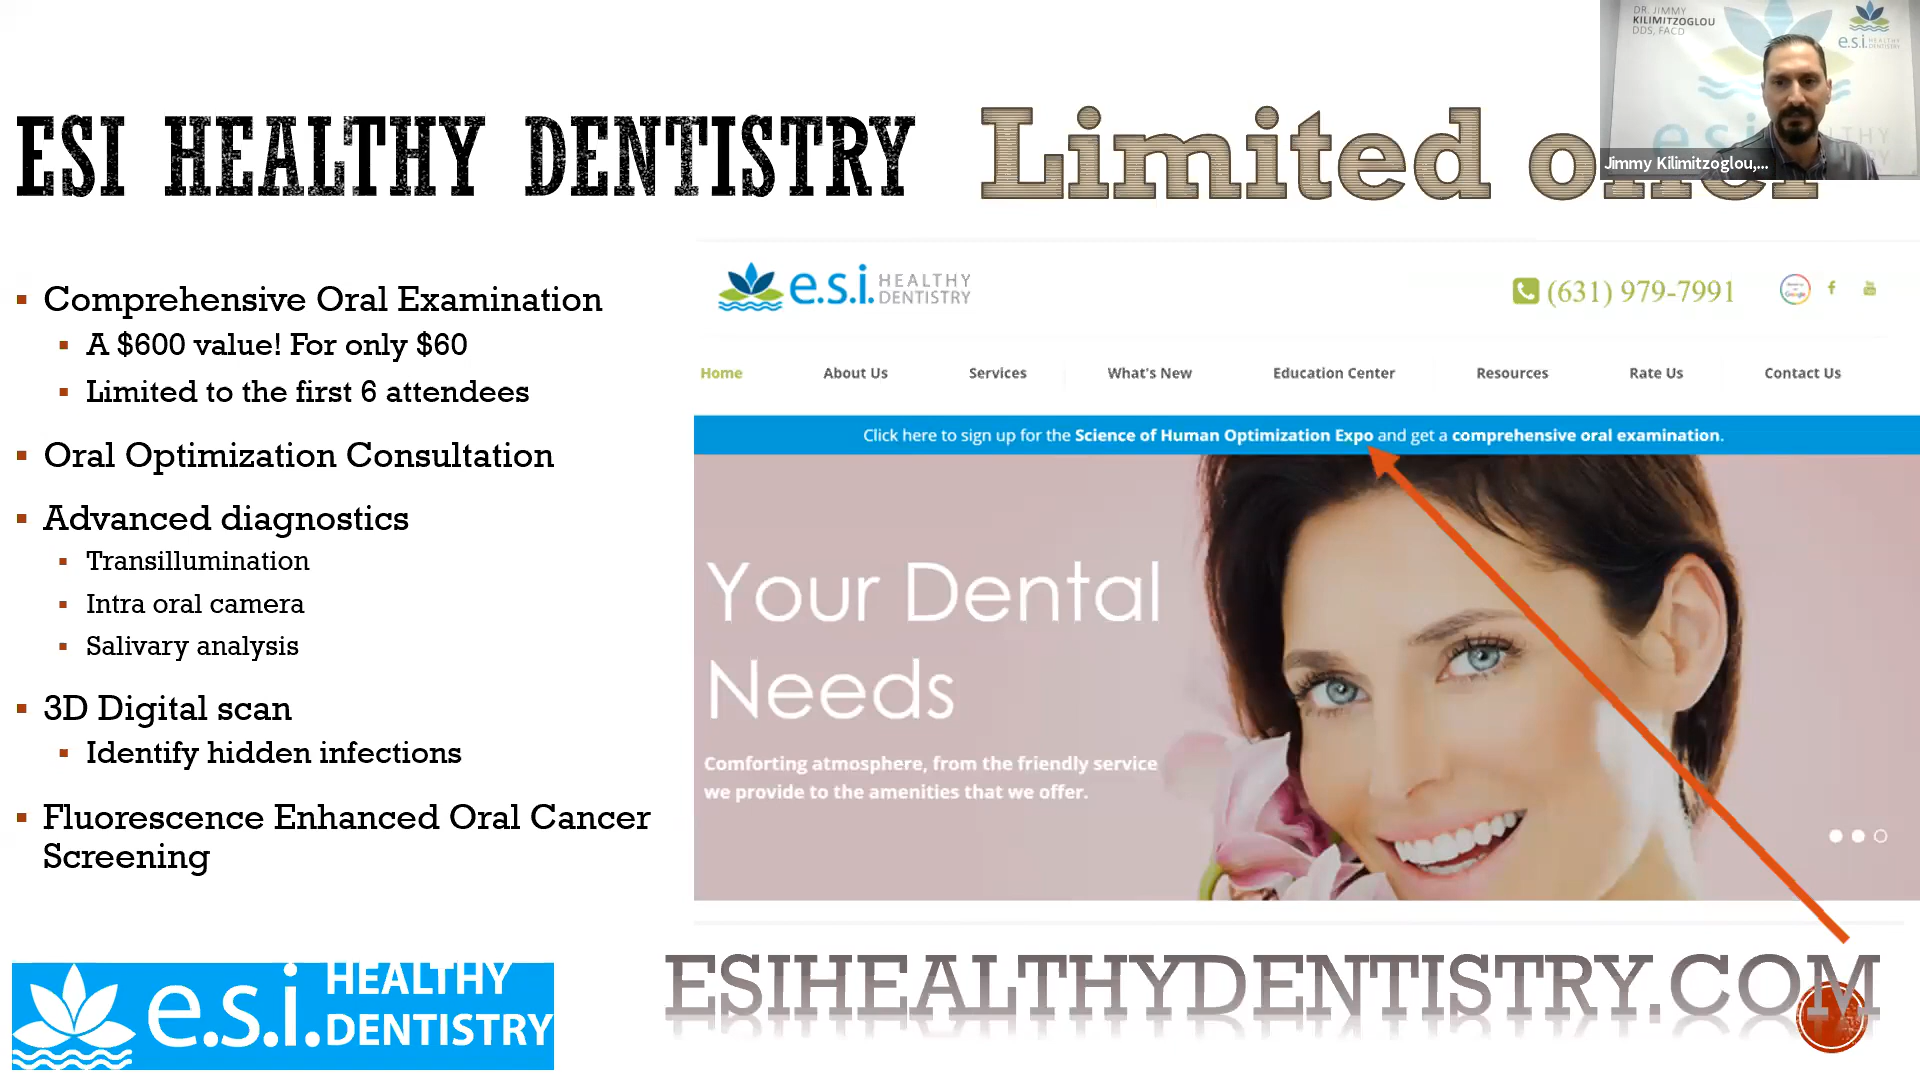 DR. JIMMY
KILIMITZOGLOU
DDS, FACD
e.s.i. HEALTHY
DENTISTRY
Jimmy Kilimitzoglou,...
ESI HEALTHY DENTISTRY
Limited offer
▪ Comprehensive Oral Examination
▪ A $600 value! For only $60
▪ Limited to the first 6 attendees
▪ Oral Optimization Consultation
▪ Advanced diagnostics
▪ Transillumination
▪ Intra oral camera
▪ Salivary analysis
▪ 3D Digital scan
▪ Identify hidden infections
▪ Fluorescence Enhanced Oral Cancer
Screening
e.s.i. HEALTHY
DENTISTRY
e.s.i. HEALTHY
DENTISTRY
(631) 979-7991
Home About Us Services What's New Education Center Resources Rate Us Contact Us
Click here to sign up for the Science of Human Optimization Expo and get a comprehensive oral examination.
Your Dental
Needs
Comforting atmosphere, from the friendly service
we provide to the amenities that we offer.
ESIHEALTHYDENTISTRY.COM